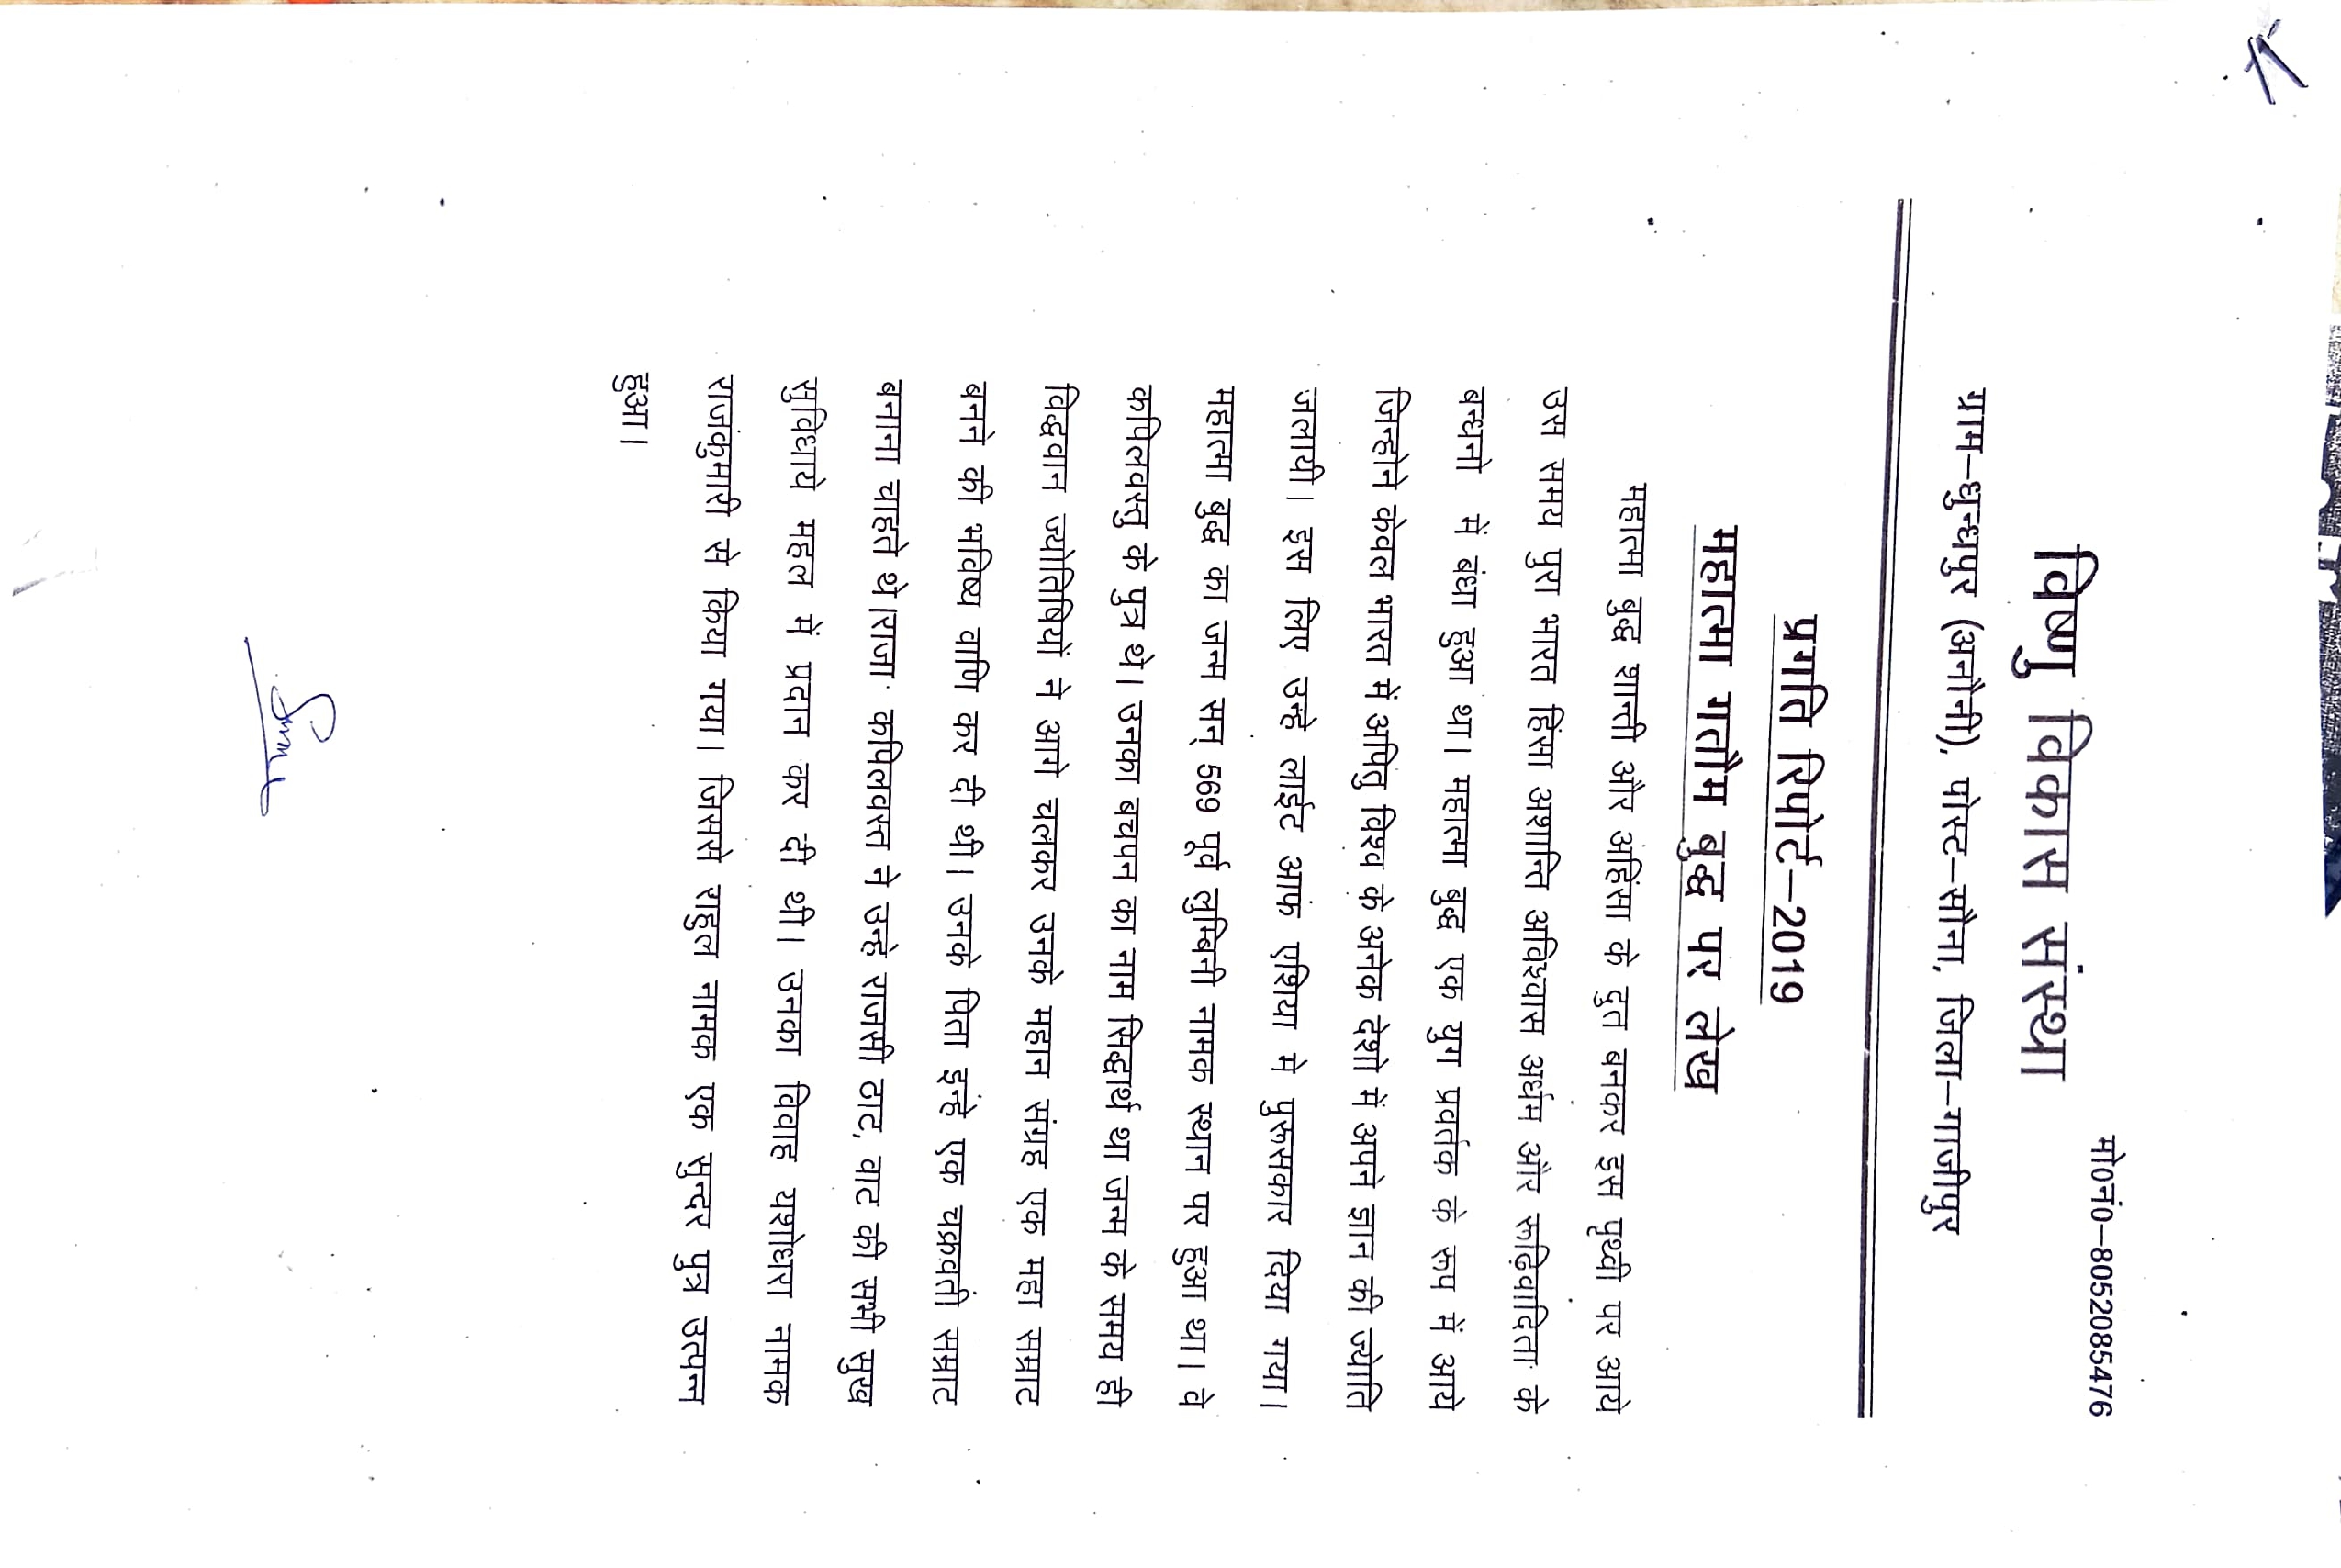 मो0नं0–8052085476
विष्णु विकास संस्था
ग्राम–धुन्धपुर (अनौनी), पोस्ट–सौना, जिला–गाजीपुर
प्रगति रिपोर्ट–2019
महात्मा गतौम बुद्ध पर लेख
महात्मा बुद्ध शान्ती और अंहिंसा के दुत बनकार इस पृथ्वी पर आये
उस समय पुरा भारत हिंसा अशान्ति अविश्वास अर्धम और रूढ़िवादिता के
बन्धनो में बंधा हुआ था। महात्मा बुद्ध एक युग प्रवर्तक के रूप में आये
जिन्होने केवल भारत में अपितु विश्व के अनेक देशो में अपने ज्ञान की ज्योति
जलायी। इस लिए उन्हे लाईट आफ एशिया मे पुरूसकार दिया गया।
महात्मा बुद्ध का जन्म सन् 569 पूर्व लुम्बिनी नामक स्थान पर हुआ था। वे
कपिलवस्तु के पुत्र थे। उनका बचपन का नाम सिद्धार्थ था जन्म के समय ही
विद्धवान ज्योतिषियों ने आगे चलकर उनके महान संग्रह एक महा सम्राट
बनने की भविष्य वाणि कर दी थी। उनके पिता इन्हे एक चक्रवर्ती सम्राट
बनाना चाहते थे।राजा कपिलवस्त ने उन्हे राजसी ठाट, वाट की सभी सुख
सुविधाये महल में प्रदान कर दी थी। उनका विवाह यशोधरा नामक
राजकुमारी से किया गया। जिससे राहुल नामक एक सुन्दर पुत्र उत्पन्न
हुआ।